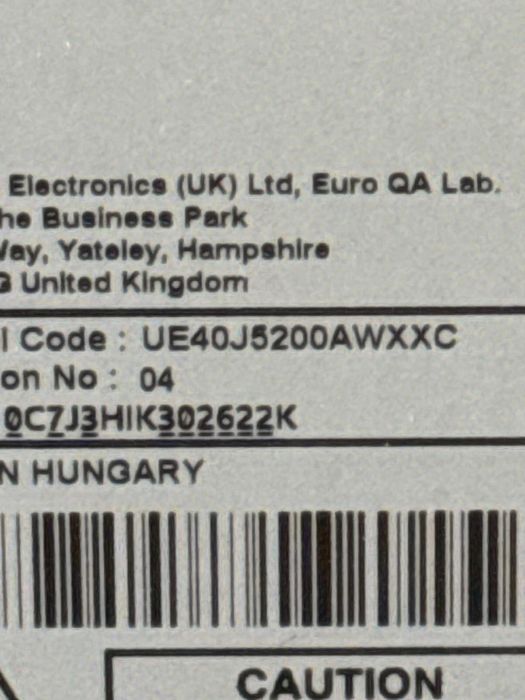 Electronics (UK) Ltd, Euro QA Lab.
he Business Park
Way, Yateley, Hampshire
G United Kingdom
l Code : UE40J5200AWXXC
on No : 04
0C7J3HIK302622K
N HUNGARY
CAUTION